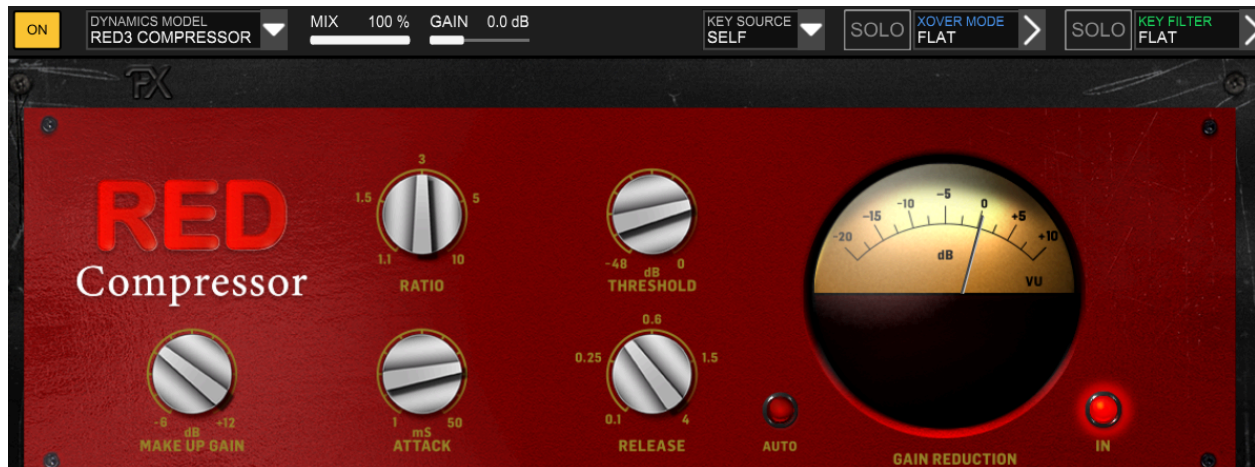 ON
DYNAMICS MODEL
RED3 COMPRESSOR
MIX 100 %
GAIN 0.0 dB
KEY SOURCE
SELF
SOLO
XOVER MODE
FLAT
SOLO
KEY FILTER
FLAT
FX
RED
Compressor
1.5 3 5
1.1 10
RATIO
-48 dB 0
THRESHOLD
-20 -15 -10 -5 0 +5 +10
dB
VU
-6 dB +12
MAKE UP GAIN
1 mS 50
ATTACK
0.25 0.6 1.5
0.1 4
RELEASE
AUTO
GAIN REDUCTION
IN